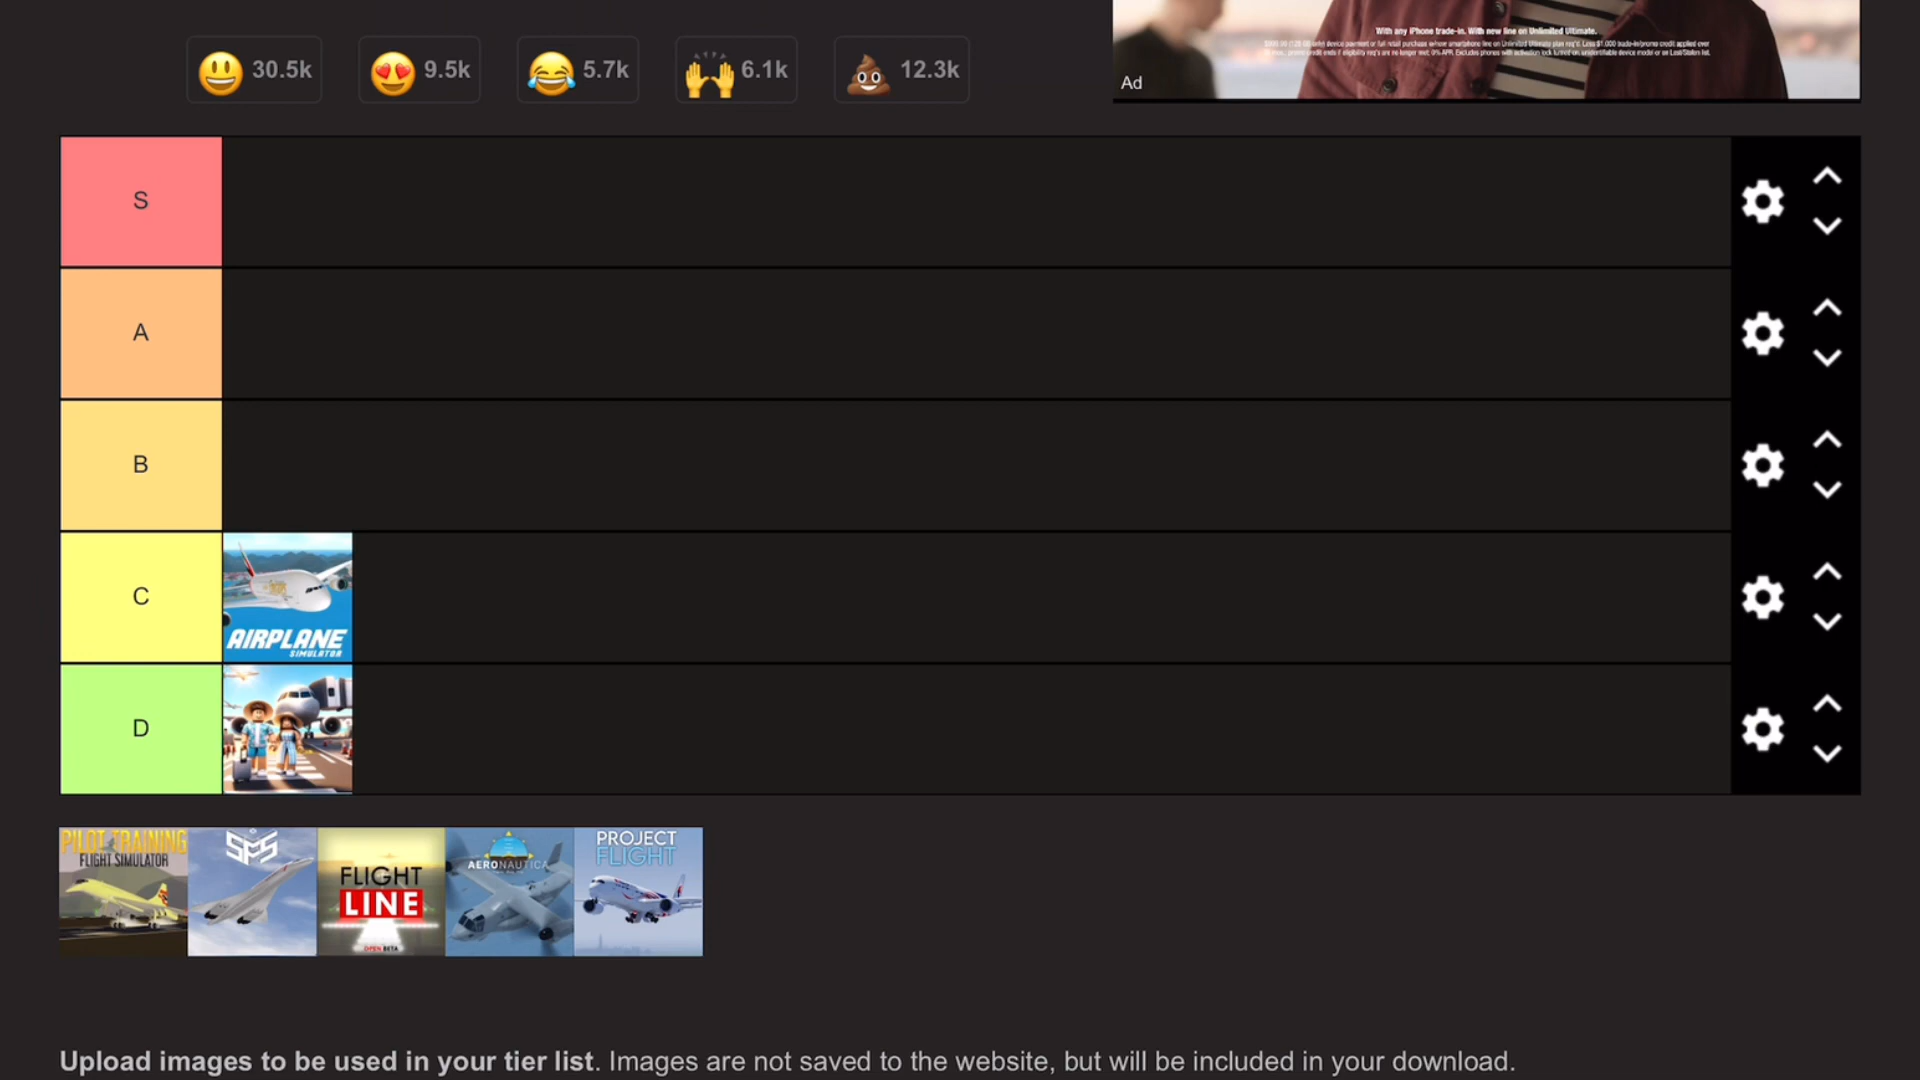 With any iPhone trade-in. With new line on Unlimited Ultimate.
Ad
30.5k
9.5k
5.7k
6.1k
12.3k
S
A
B
C
AIRPLANE
SIMULATOR
D
PILOT TRAINING
FLIGHT SIMULATOR
SFS
FLIGHT
LINE
OPEN BETA
AERONAUTICA
PROJECT
FLIGHT
Upload images to be used in your tier list. Images are not saved to the website, but will be included in your download.